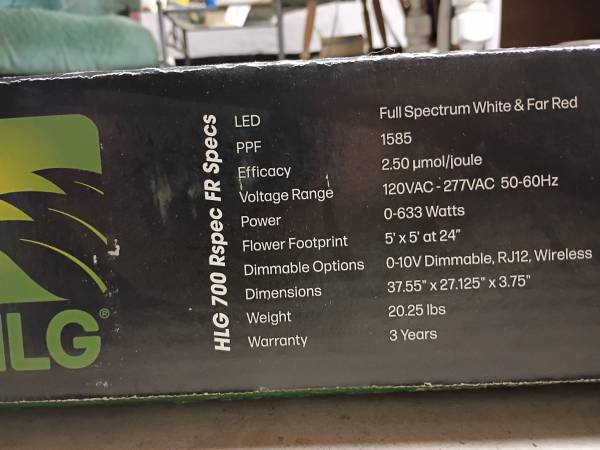 HLG 700 Rspec FR Specs
LED Full Spectrum White & Far Red
PPF 1585
Efficacy 2.50 µmol/joule
Voltage Range 120VAC - 277VAC 50-60Hz
Power 0-633 Watts
Flower Footprint 5' x 5' at 24"
Dimmable Options 0-10V Dimmable, RJ12, Wireless
Dimensions 37.55" x 27.125" x 3.75"
Weight 20.25 lbs
Warranty 3 Years
HLG®